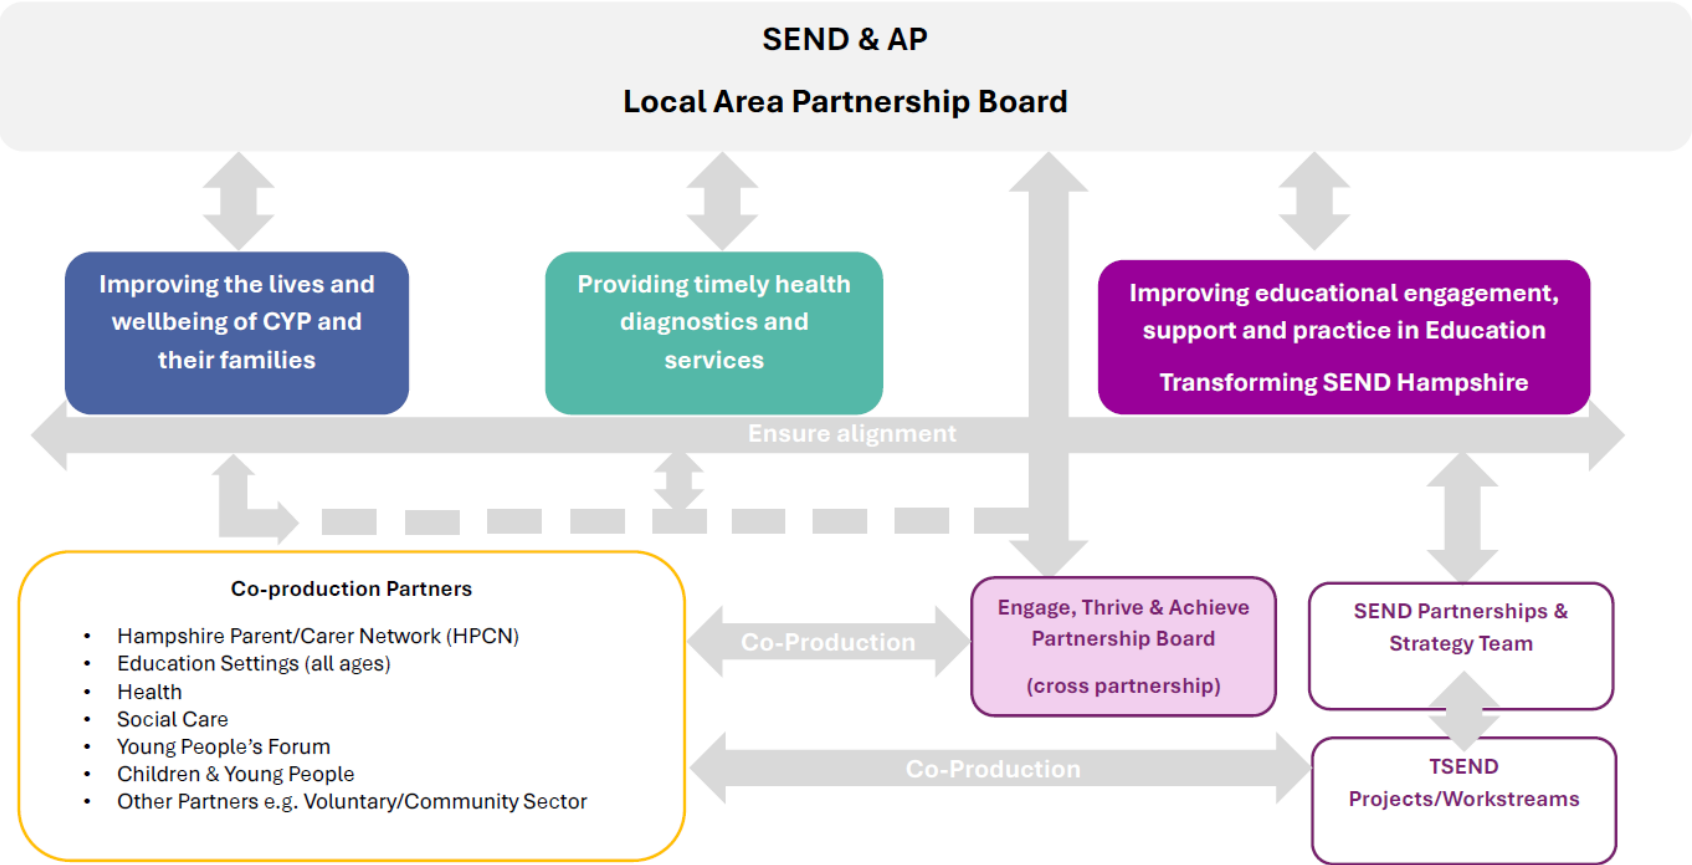 SEND & AP
Local Area Partnership Board
Improving the lives and
wellbeing of CYP and
their families
Providing timely health
diagnostics and
services
Improving educational engagement,
support and practice in Education
Transforming SEND Hampshire
Ensure alignment
Co-production Partners
• Hampshire Parent/Carer Network (HPCN)
• Education Settings (all ages)
• Health
• Social Care
• Young People’s Forum
• Children & Young People
• Other Partners e.g. Voluntary/Community Sector
Co-Production
Engage, Thrive & Achieve
Partnership Board
(cross partnership)
SEND Partnerships &
Strategy Team
Co-Production
TSEND
Projects/Workstreams